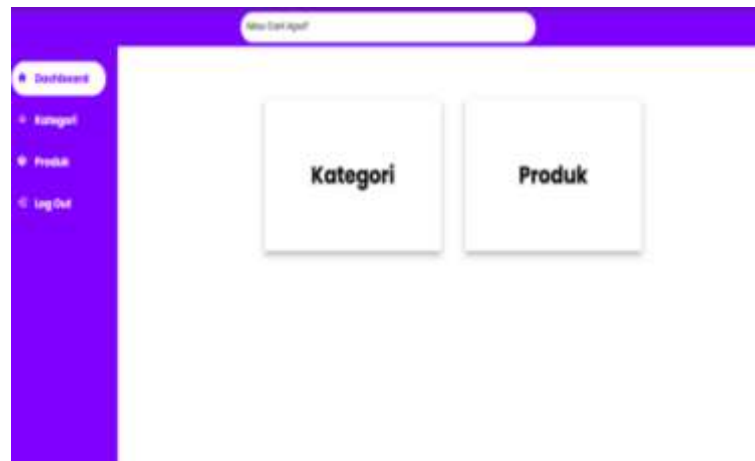 Mau Cari Apa?
Dashboard
Kategori
Produk
Log Out
Kategori
Produk